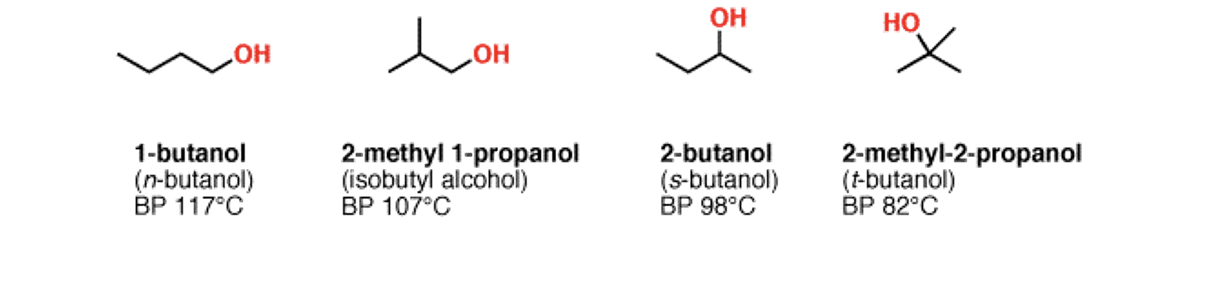 OH
OH
OH
HO
1-butanol
(n-butanol)
BP 117°C
2-methyl 1-propanol
(isobutyl alcohol)
BP 107°C
2-butanol
(s-butanol)
BP 98°C
2-methyl-2-propanol
(t-butanol)
BP 82°C